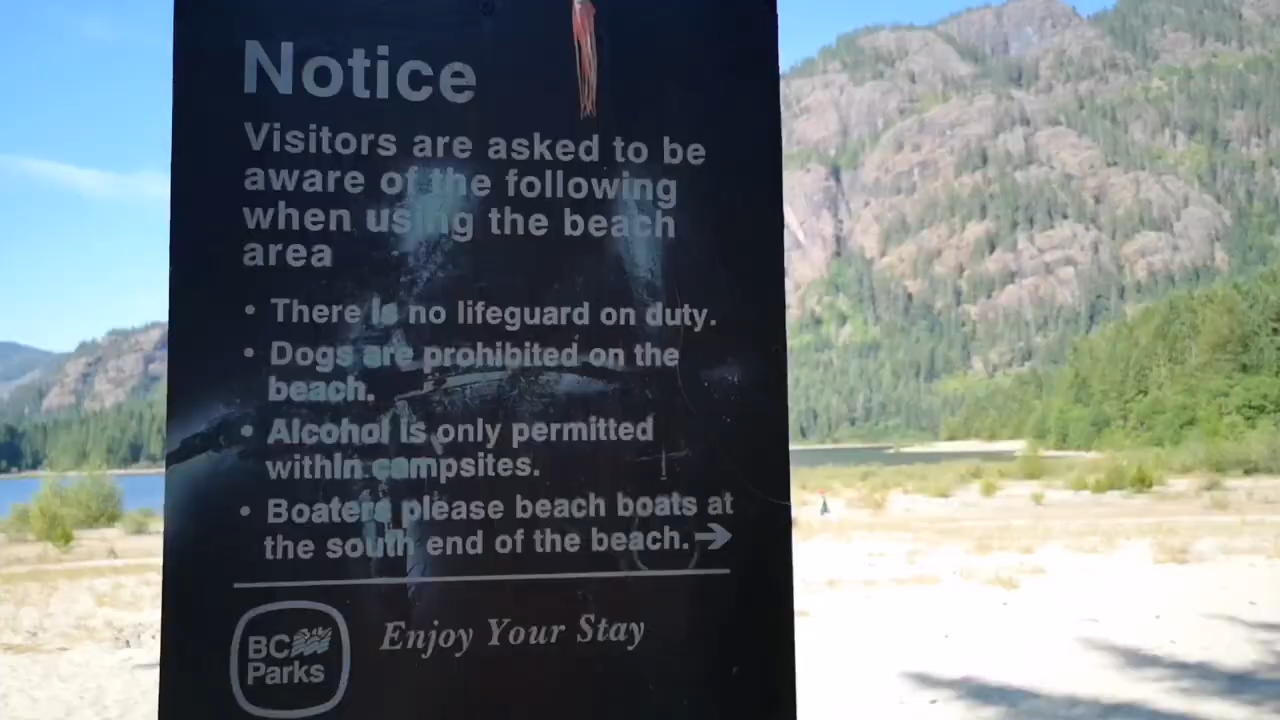 Notice
Visitors are asked to be
aware of the following
when using the beach
area
• There is no lifeguard on duty.
• Dogs are prohibited on the
beach.
• Alcohol is only permitted
within campsites.
• Boaters please beach boats at
the south end of the beach.→
BC
Parks
Enjoy Your Stay